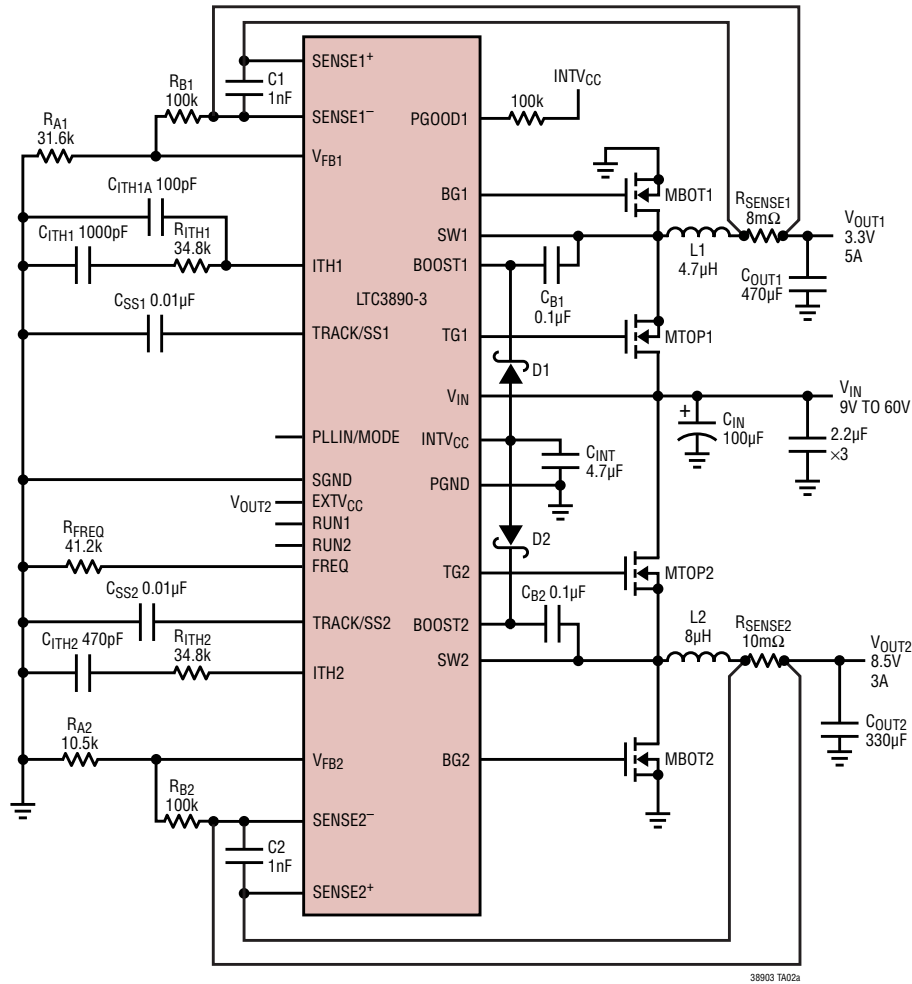 SENSE1+
C1
1nF
RB1
100k
SENSE1–
INTVCC
100k
PGOOD1
RA1
31.6k
VFB1
CITH1A 100pF
BG1
MBOT1
RSENSE1
8mΩ
VOUT1
3.3V
5A
CITH1 1000pF
RITH1
34.8k
SW1
L1
4.7µH
ITH1
BOOST1
COUT1
470µF
CB1
0.1µF
LTC3890-3
CSS1 0.01µF
TRACK/SS1
TG1
MTOP1
D1
VIN
VIN
9V TO 60V
+
CIN
100µF
2.2µF
×3
PLLIN/MODE
INTVCC
CINT
4.7µF
SGND
PGND
VOUT2
EXTVCC
RUN1
RUN2
D2
RFREQ
41.2k
FREQ
TG2
MTOP2
CSS2 0.01µF
CB2 0.1µF
TRACK/SS2
BOOST2
L2
8µH
RSENSE2
10mΩ
VOUT2
8.5V
3A
CITH2 470pF
RITH2
34.8k
SW2
ITH2
COUT2
330µF
RA2
10.5k
VFB2
BG2
MBOT2
RB2
100k
SENSE2–
C2
1nF
SENSE2+
38903 TA02a